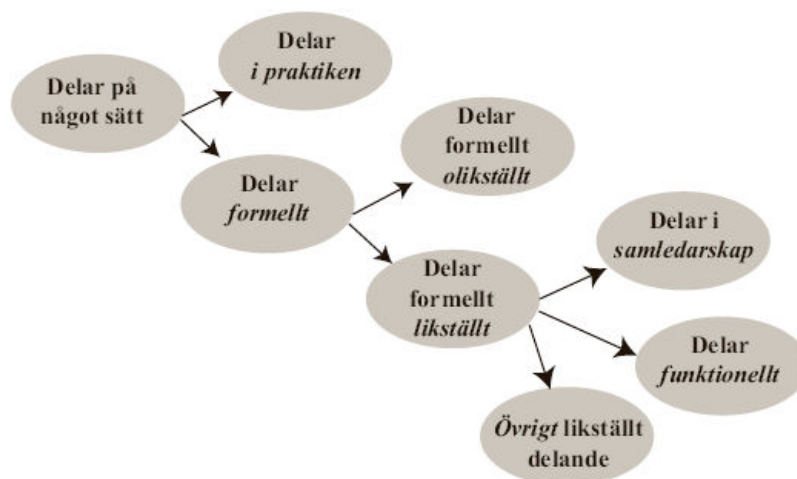 Delar på
något sätt
Delar
i praktiken
Delar
formellt
Delar
formellt
olikställt
Delar
formellt
likställt
Delar i
samledarskap
Delar
funktionellt
Övrigt likställt
delande